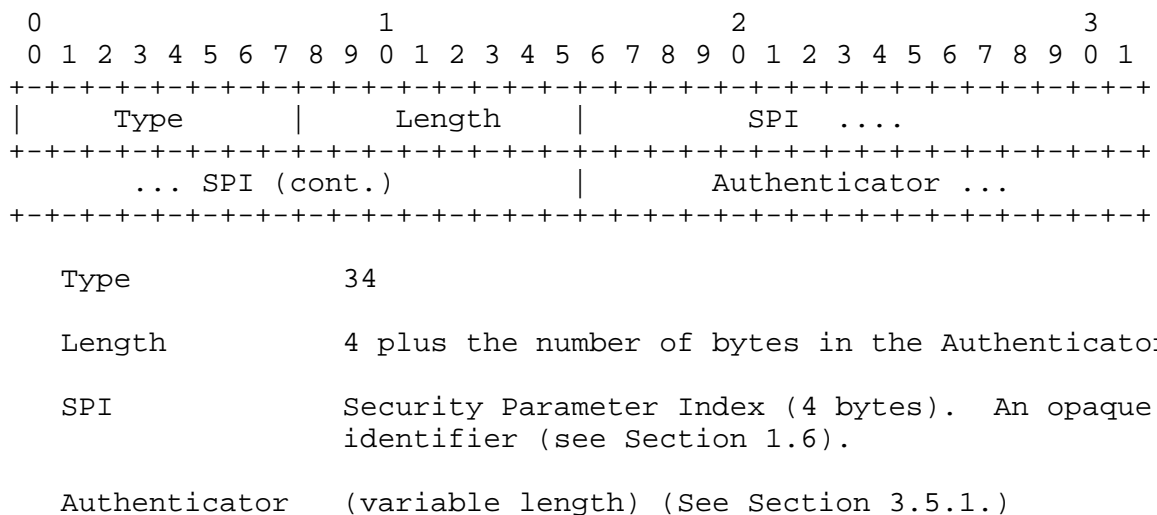 0                   1                   2                   3
0 1 2 3 4 5 6 7 8 9 0 1 2 3 4 5 6 7 8 9 0 1 2 3 4 5 6 7 8 9 0 1
+-+-+-+-+-+-+-+-+-+-+-+-+-+-+-+-+-+-+-+-+-+-+-+-+-+-+-+-+-+-+-+-+
|     Type      |     Length    |         SPI  ....
+-+-+-+-+-+-+-+-+-+-+-+-+-+-+-+-+-+-+-+-+-+-+-+-+-+-+-+-+-+-+-+-+
       ... SPI (cont.)          |       Authenticator ...
+-+-+-+-+-+-+-+-+-+-+-+-+-+-+-+-+-+-+-+-+-+-+-+-+-+-+-+-+-+-+-+-+
Type            34
Length          4 plus the number of bytes in the Authenticator
SPI             Security Parameter Index (4 bytes).  An opaque
identifier (see Section 1.6).
Authenticator   (variable length) (See Section 3.5.1.)